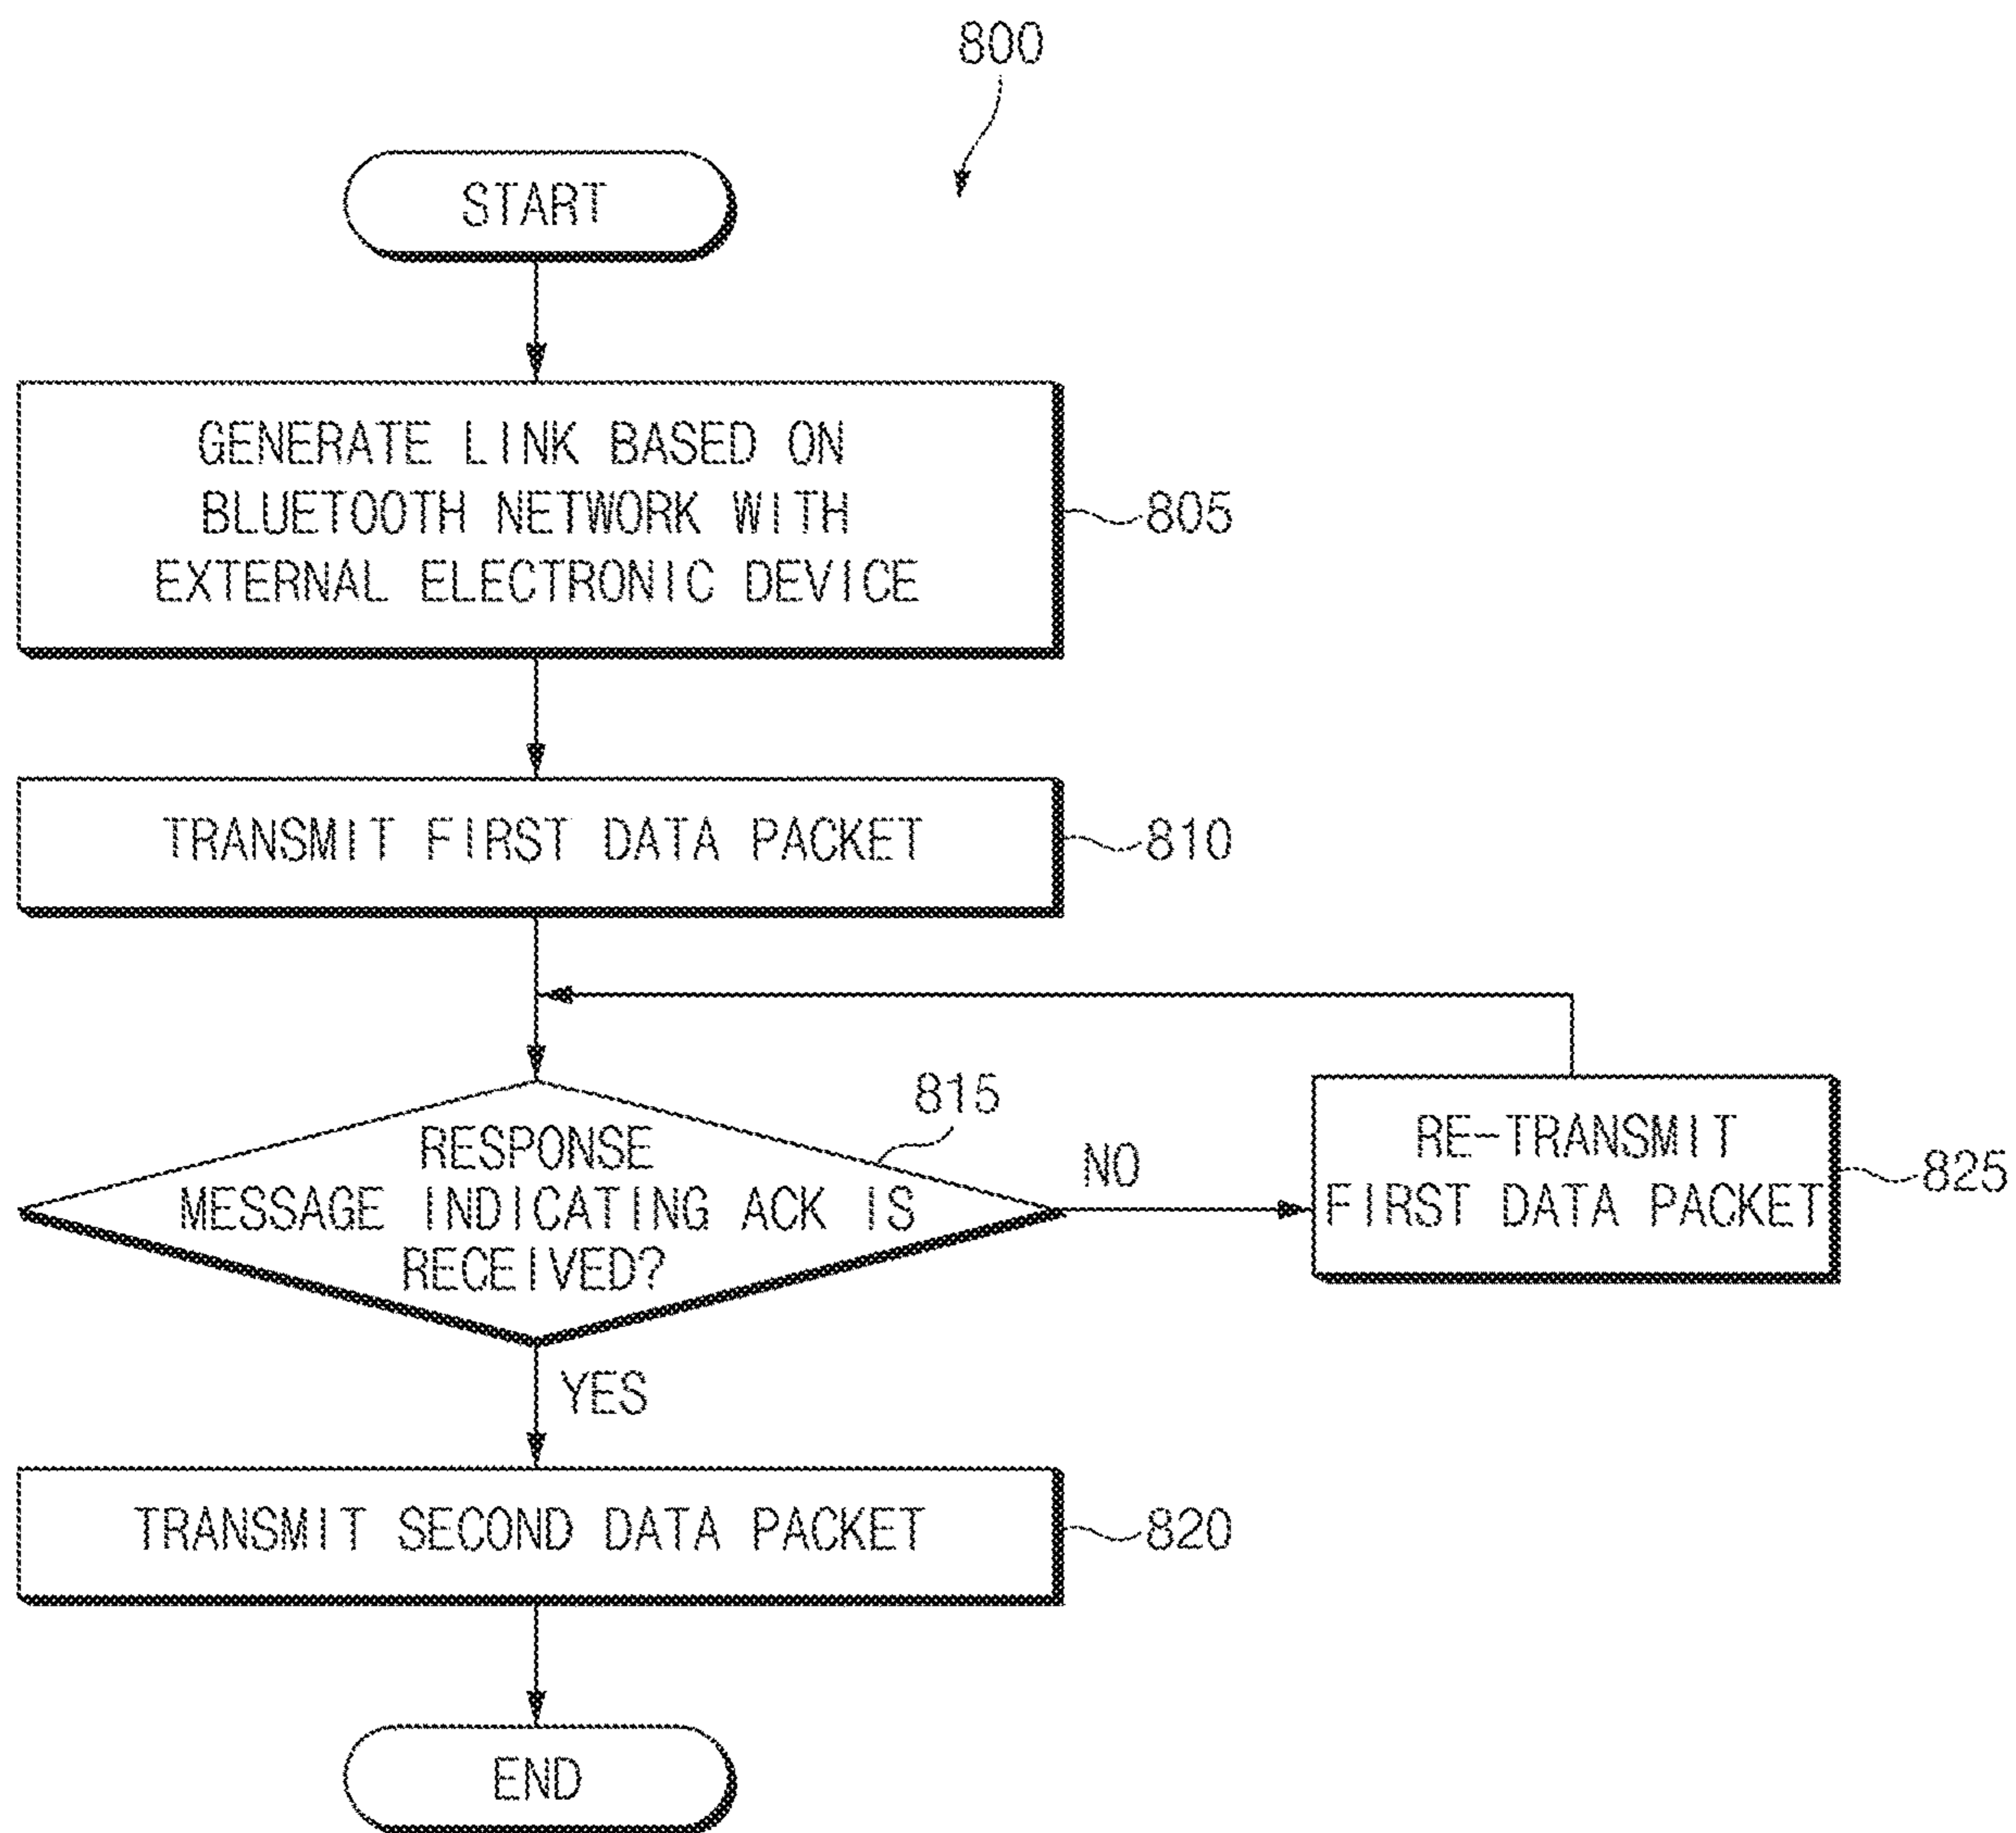 800
START
GENERATE LINK BASED ON
BLUETOOTH NETWORK WITH
EXTERNAL ELECTRONIC DEVICE
805
TRANSMIT FIRST DATA PACKET
810
815
RESPONSE
MESSAGE INDICATING ACK IS
RECEIVED?
NO
RE-TRANSMIT
FIRST DATA PACKET
825
YES
TRANSMIT SECOND DATA PACKET
820
END